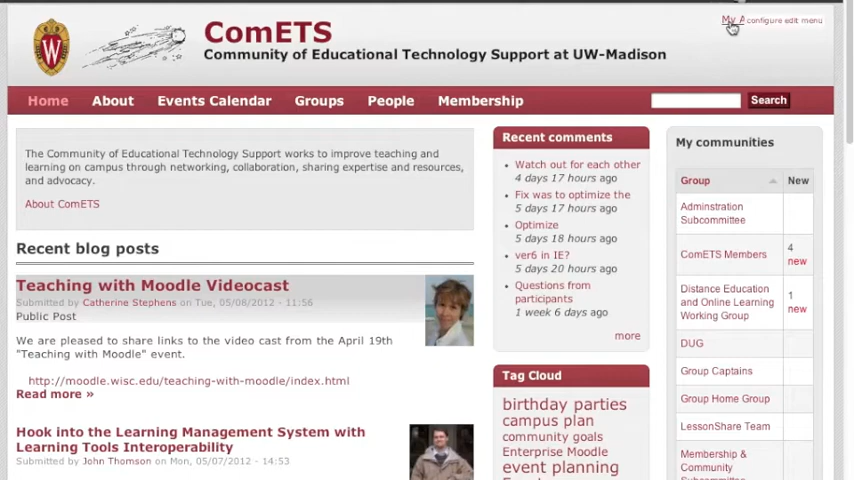 My A configure edit menu
W
ComETS
Community of Educational Technology Support at UW-Madison
Home About Events Calendar Groups People Membership Search
The Community of Educational Technology Support works to improve teaching and
learning on campus through networking, collaboration, sharing expertise and resources,
and advocacy.
About ComETS
Recent blog posts
Teaching with Moodle Videocast
Submitted by Catherine Stephens on Tue, 05/08/2012 - 11:56
Public Post
We are pleased to share links to the video cast from the April 19th
"Teaching with Moodle" event.
http://moodle.wisc.edu/teaching-with-moodle/index.html
Read more »
Hook into the Learning Management System with
Learning Tools Interoperability
Submitted by John Thomson on Mon, 05/07/2012 - 14:53
Recent comments
Watch out for each other
4 days 17 hours ago
Fix was to optimize the
5 days 17 hours ago
Optimize
5 days 18 hours ago
ver6 in IE?
5 days 20 hours ago
Questions from
participants
1 week 6 days ago
more
Tag Cloud
birthday parties
campus plan
community goals
Enterprise Moodle
event planning
My communities
Group New
Adminstration
Subcommittee
ComETS Members 4
new
Distance Education
and Online Learning 1
Working Group new
DUG
Group Captains
Group Home Group
LessonShare Team
Membership &
Community